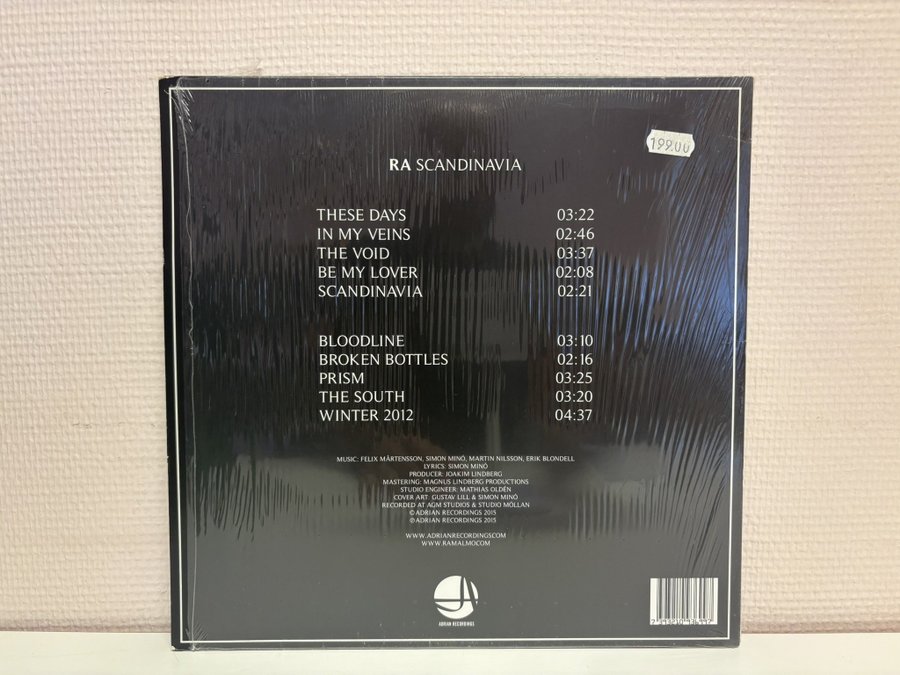 199.00
RA SCANDINAVIA
THESE DAYS 03:22
IN MY VEINS 02:46
THE VOID 03:37
BE MY LOVER 02:08
SCANDINAVIA 02:21
BLOODLINE 03:10
BROKEN BOTTLES 02:16
PRISM 03:25
THE SOUTH 03:20
WINTER 2012 04:37
MUSIC: FELIX MÅRTENSSON, SIMON MINÓ, MARTIN NILSSON, ERIK BLONDELL
LYRICS: SIMON MINÓ
PRODUCER: JOAKIM LINDBERG
MASTERING: MAGNUS LINDBERG PRODUCTIONS
STUDIO ENGINEER: MATHIAS OLDÉN
COVER ART: GUSTAV LILL & SIMON MINÓ
RECORDED AT AGM STUDIOS & STUDIO MÖLLAN
©ADRIAN RECORDINGS 2015
℗ADRIAN RECORDINGS 2015
WWW.ADRIANRECORDINGS.COM
WWW.RAMALMO.COM
ADRIAN RECORDINGS